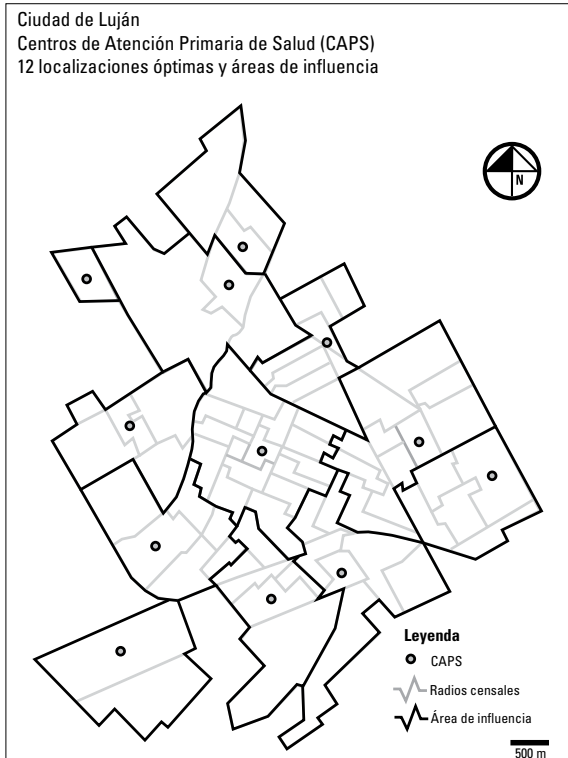 Ciudad de Luján
Centros de Atención Primaria de Salud (CAPS)
12 localizaciones óptimas y áreas de influencia
N
Leyenda
CAPS
Radios censales
Área de influencia
500 m